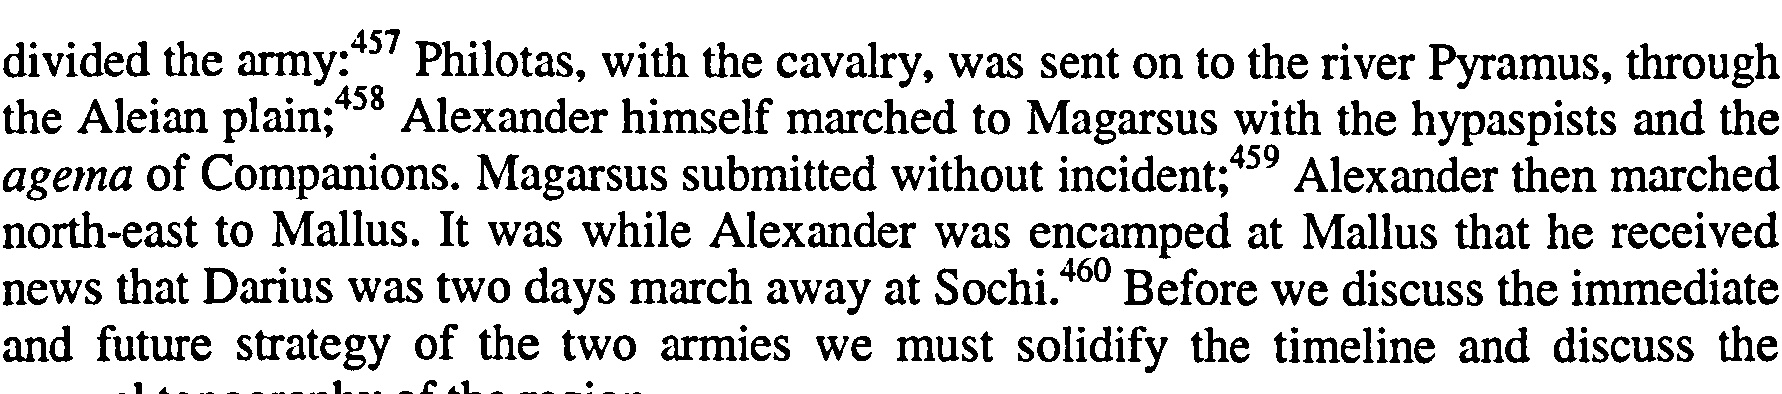 divided the army:457 Philotas, with the cavalry, was sent on to the river Pyramus, through
the Aleian plain;458 Alexander himself marched to Magarsus with the hypaspists and the
agema of Companions. Magarsus submitted without incident;459 Alexander then marched
north-east to Mallus. It was while Alexander was encamped at Mallus that he received
news that Darius was two days march away at Sochi.460 Before we discuss the immediate
and future strategy of the two armies we must solidify the timeline and discuss the
topography of the region